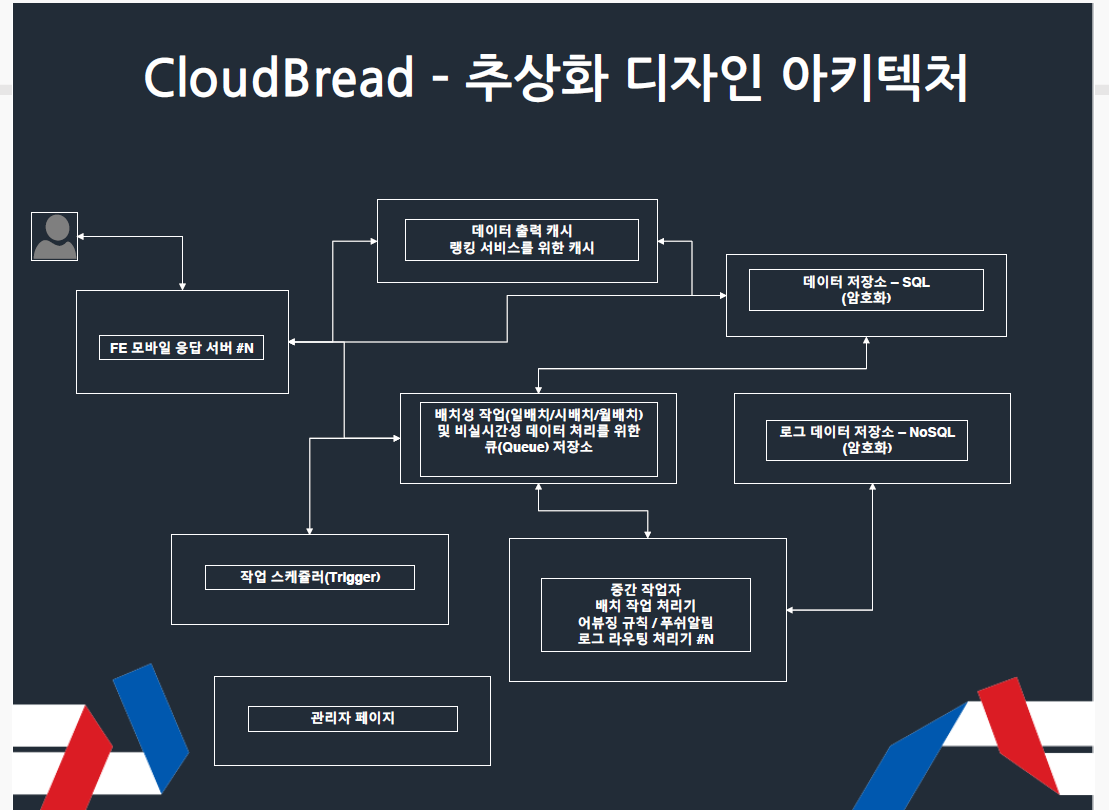 CloudBread - 추상화 디자인 아키텍처
데이터 출력 캐시
랭킹 서비스를 위한 캐시
데이터 저장소 – SQL
(암호화)
FE 모바일 응답 서버 #N
배치성 작업(일배치/시배치/월배치)
및 비실시간성 데이터 처리를 위한
큐(Queue) 저장소
로그 데이터 저장소 – NoSQL
(암호화)
작업 스케쥴러(Trigger)
중간 작업자
배치 작업 처리기
어뷰징 규칙 / 푸쉬알림
로그 라우팅 처리기 #N
관리자 페이지